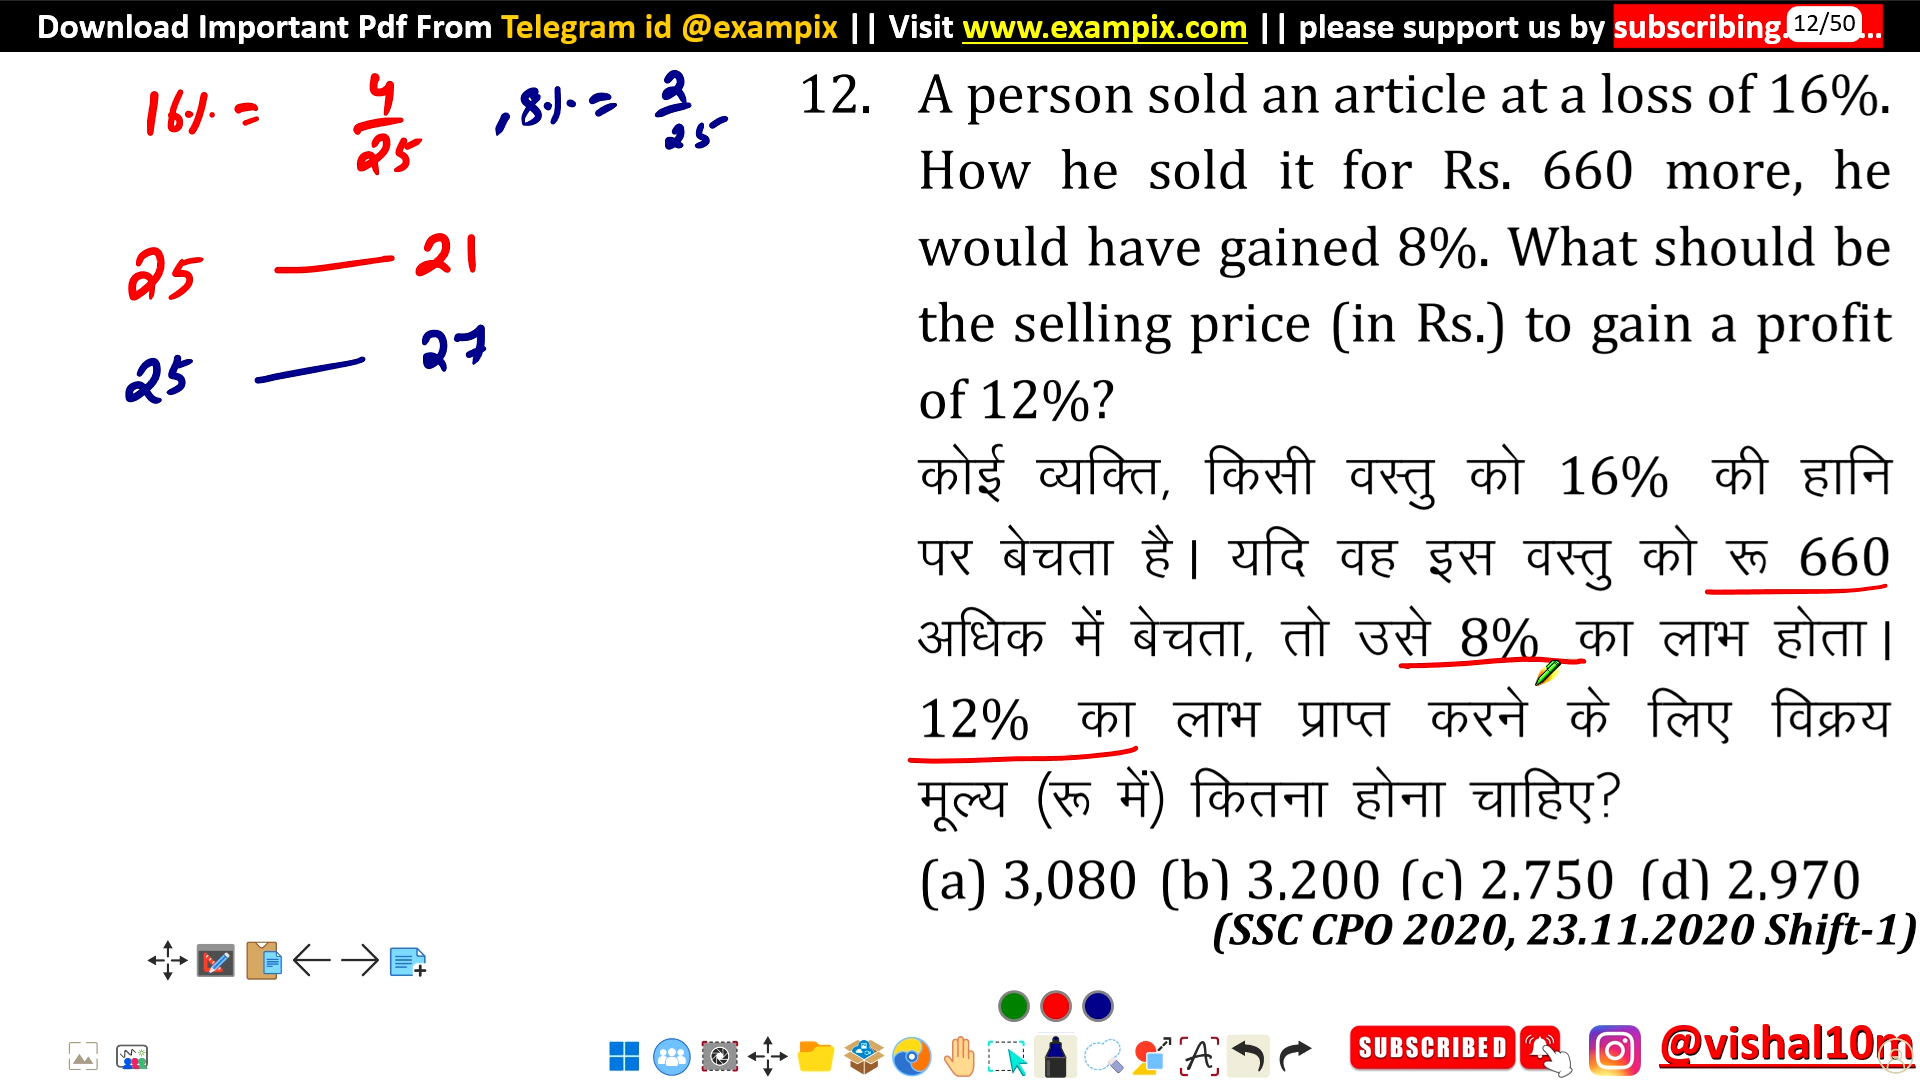 Download Important Pdf From Telegram id @exampix || Visit www.exampix.com || please support us by subscribing. 12/50 ...
16% = 4/25 , 8% = 2/25
25 — 21
25 — 27
12. A person sold an article at a loss of 16%.
How he sold it for Rs. 660 more, he
would have gained 8%. What should be
the selling price (in Rs.) to gain a profit
of 12%?
कोई व्यक्ति, किसी वस्तु को 16% की हानि
पर बेचता है। यदि वह इस वस्तु को रू 660
अधिक में बेचता, तो उसे 8% का लाभ होता।
12% का लाभ प्राप्त करने के लिए विक्रय
मूल्य (रू में) कितना होना चाहिए?
(a) 3,080 (b) 3.200 (c) 2.750 (d) 2.970
(SSC CPO 2020, 23.11.2020 Shift-1)
SUBSCRIBED @vishal10m